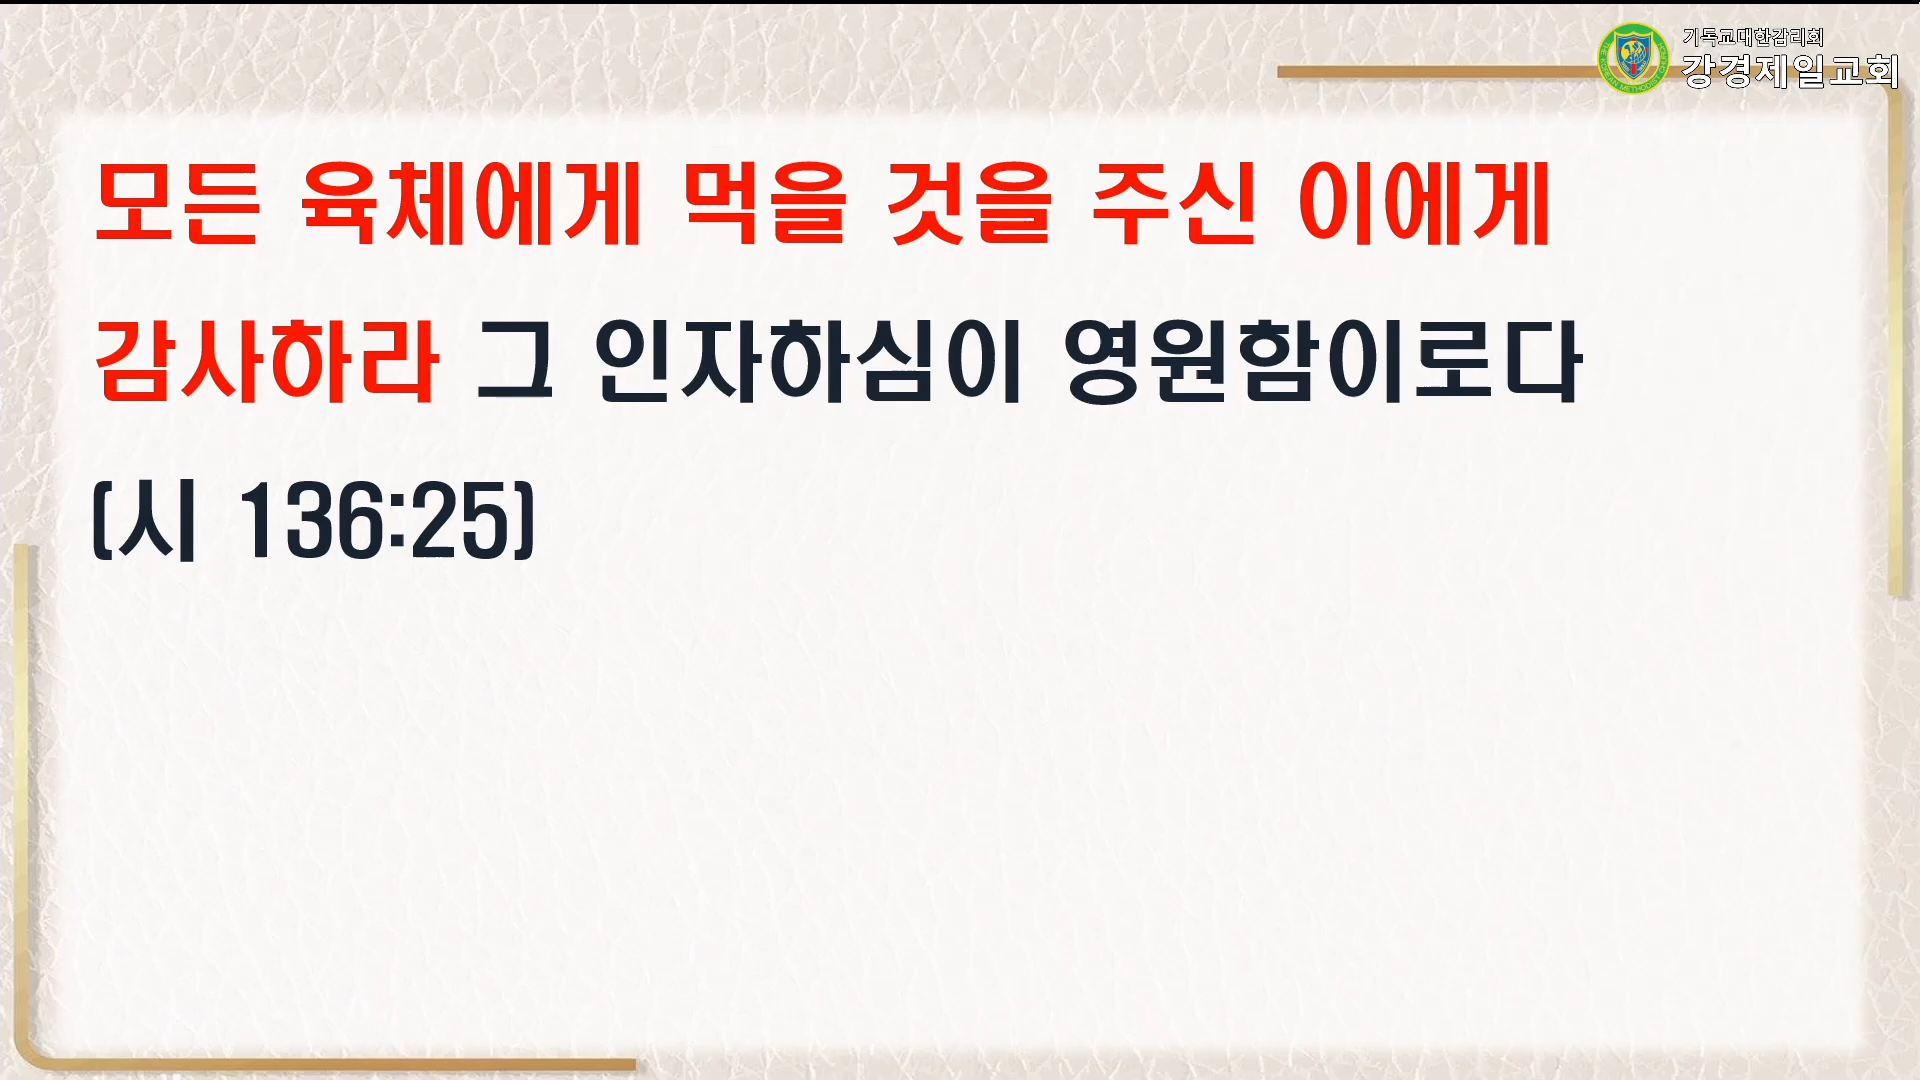 기독교대한감리회
강경제일교회
모든 육체에게 먹을 것을 주신 이에게
감사하라 그 인자하심이 영원함이로다
(시 136:25)